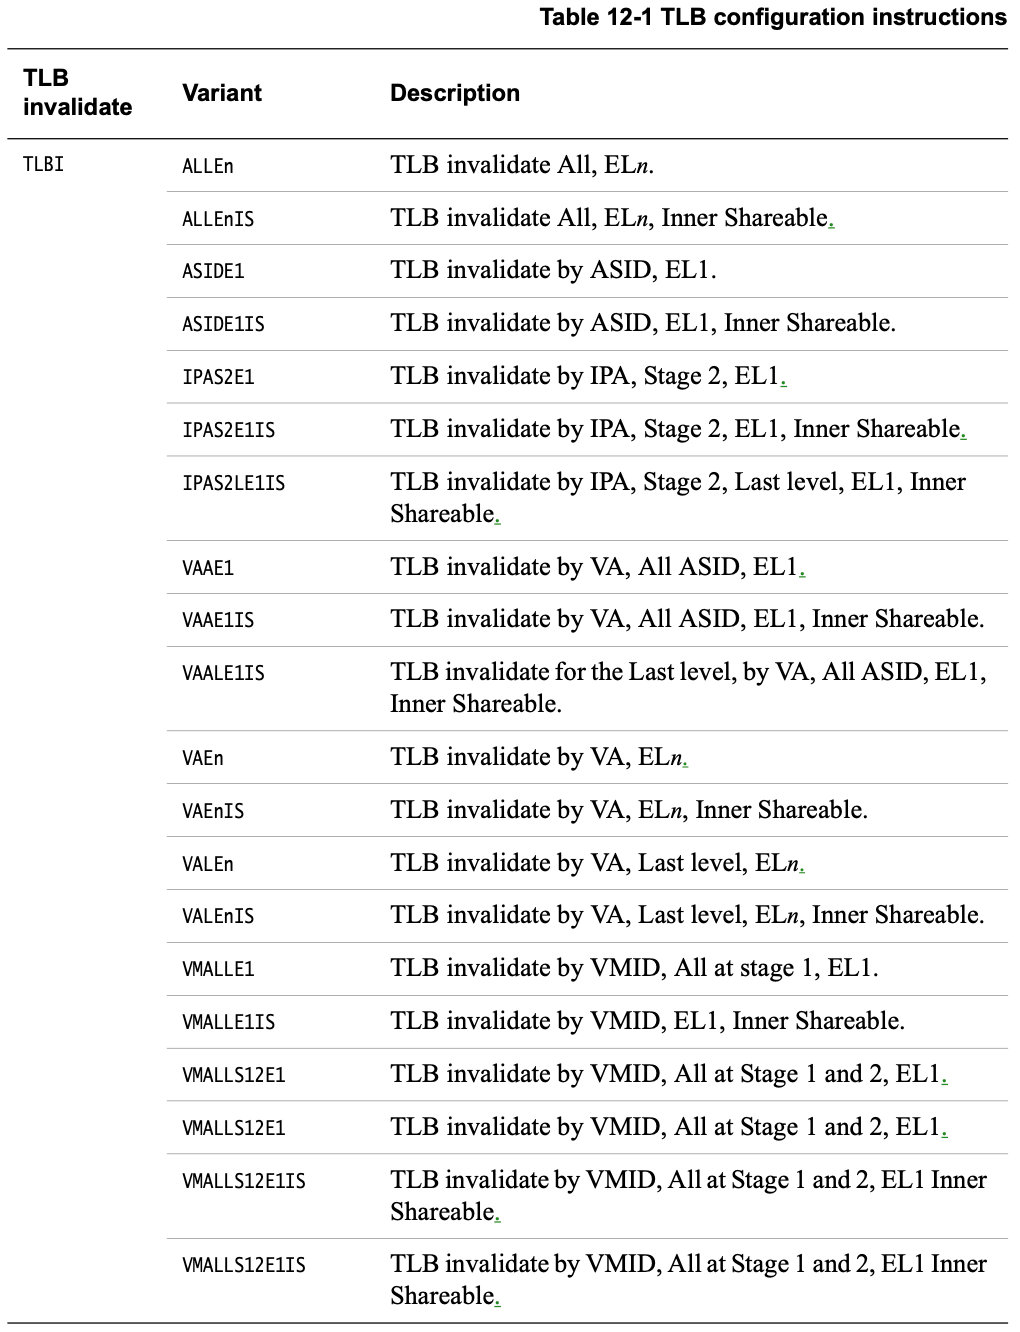 Table 12-1 TLB configuration instructions
TLB
invalidate Variant Description
TLBI ALLEn TLB invalidate All, ELn.
ALLEnIS TLB invalidate All, ELn, Inner Shareable.
ASIDE1 TLB invalidate by ASID, EL1.
ASIDE1IS TLB invalidate by ASID, EL1, Inner Shareable.
IPAS2E1 TLB invalidate by IPA, Stage 2, EL1.
IPAS2E1IS TLB invalidate by IPA, Stage 2, EL1, Inner Shareable.
IPAS2LE1IS TLB invalidate by IPA, Stage 2, Last level, EL1, Inner
Shareable.
VAAE1 TLB invalidate by VA, All ASID, EL1.
VAAE1IS TLB invalidate by VA, All ASID, EL1, Inner Shareable.
VAALE1IS TLB invalidate for the Last level, by VA, All ASID, EL1,
Inner Shareable.
VAEn TLB invalidate by VA, ELn.
VAEnIS TLB invalidate by VA, ELn, Inner Shareable.
VALEn TLB invalidate by VA, Last level, ELn.
VALEnIS TLB invalidate by VA, Last level, ELn, Inner Shareable.
VMALLE1 TLB invalidate by VMID, All at stage 1, EL1.
VMALLE1IS TLB invalidate by VMID, EL1, Inner Shareable.
VMALLS12E1 TLB invalidate by VMID, All at Stage 1 and 2, EL1.
VMALLS12E1 TLB invalidate by VMID, All at Stage 1 and 2, EL1.
VMALLS12E1IS TLB invalidate by VMID, All at Stage 1 and 2, EL1 Inner
Shareable.
VMALLS12E1IS TLB invalidate by VMID, All at Stage 1 and 2, EL1 Inner
Shareable.